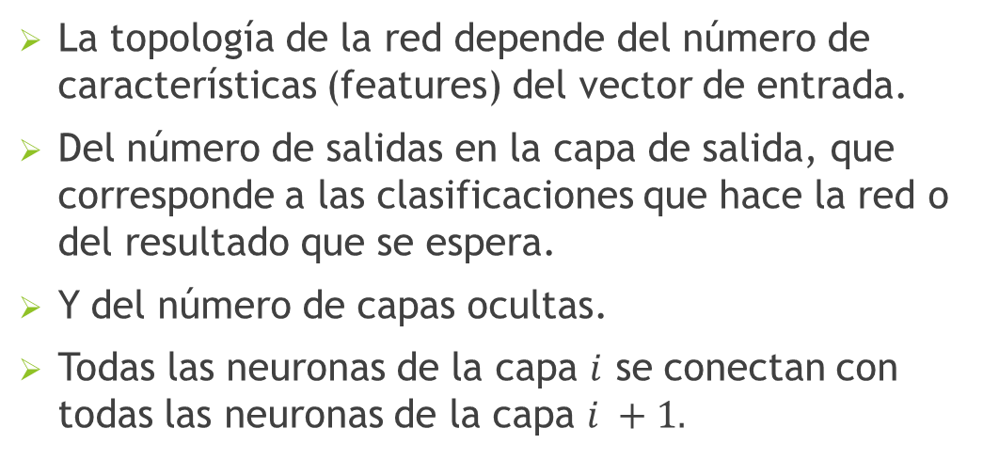 ➢ La topología de la red depende del número de
características (features) del vector de entrada.
➢ Del número de salidas en la capa de salida, que
corresponde a las clasificaciones que hace la red o
del resultado que se espera.
➢ Y del número de capas ocultas.
➢ Todas las neuronas de la capa 𝑖 se conectan con
todas las neuronas de la capa 𝑖 + 1.